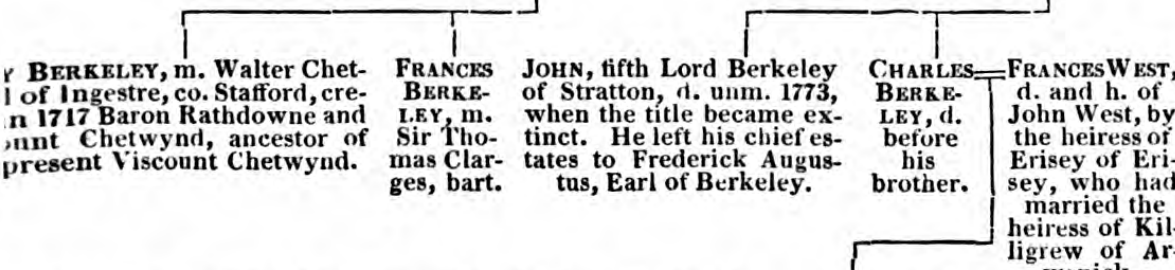 BERKELEY, m. Walter Chet-
of Ingestre, co. Stafford, cre-
1717 Baron Rathdowne and
Chetwynd, ancestor of
present Viscount Chetwynd.
FRANCES
BERKE-
LEY, m.
Sir Tho-
mas Clar-
ges, bart.
JOHN, fifth Lord Berkeley
of Stratton, d. unm. 1773,
when the title became ex-
tinct. He left his chief es-
tates to Frederick Augus-
tus, Earl of Berkeley.
CHARLES
BERKE-
LEY, d.
before
his
brother.
FRANCES WEST,
d. and h. of
John West, by
the heiress of
Erisey of Eri-
sey, who had
married the
heiress of Kil-
ligrew of Ar-